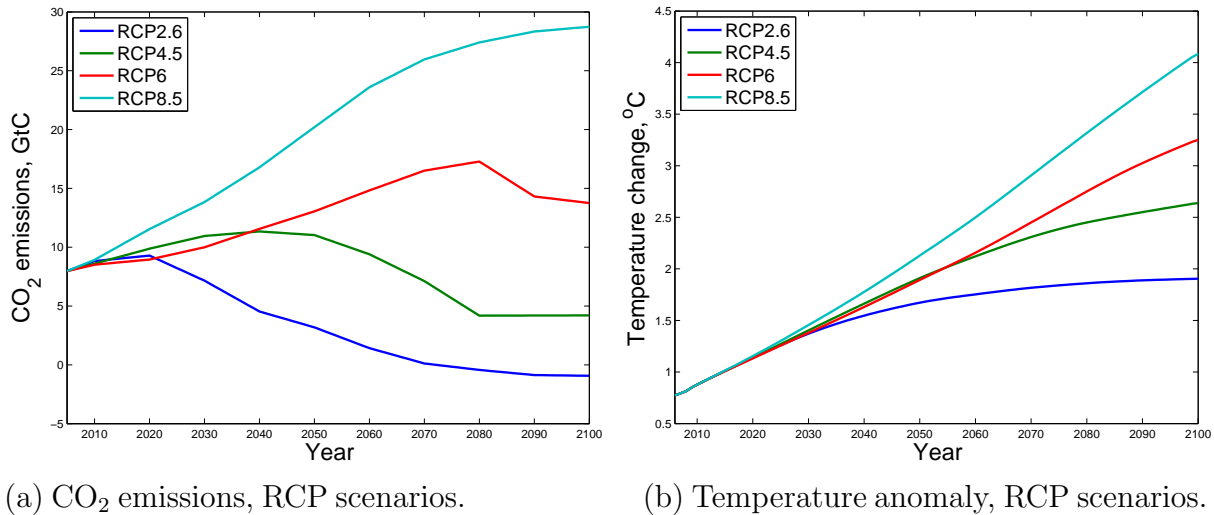 30
25
20
15
10
5
0
−5
CO2 emissions, GtC
RCP2.6
RCP4.5
RCP6
RCP8.5
2010 2020 2030 2040 2050 2060 2070 2080 2090 2100
Year
(a) CO2 emissions, RCP scenarios.
4.5
4
3.5
3
2.5
2
1.5
1
0.5
Temperature change, oC
RCP2.6
RCP4.5
RCP6
RCP8.5
2010 2020 2030 2040 2050 2060 2070 2080 2090 2100
Year
(b) Temperature anomaly, RCP scenarios.